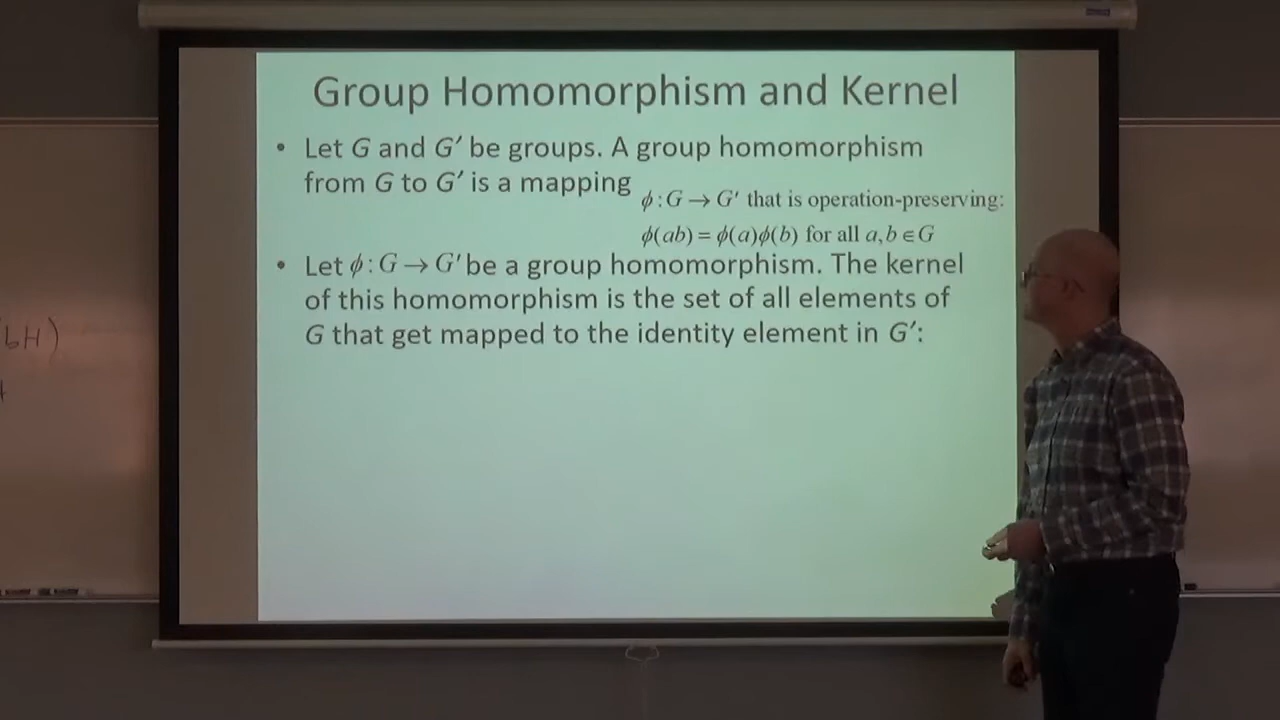 Group Homomorphism and Kernel
• Let G and G′ be groups. A group homomorphism
from G to G′ is a mapping
ϕ : G → G′ that is operation-preserving:
ϕ(ab) = ϕ(a)ϕ(b) for all a, b ∈ G
• Let ϕ : G → G′ be a group homomorphism. The kernel
of this homomorphism is the set of all elements of
G that get mapped to the identity element in G′:
bH)